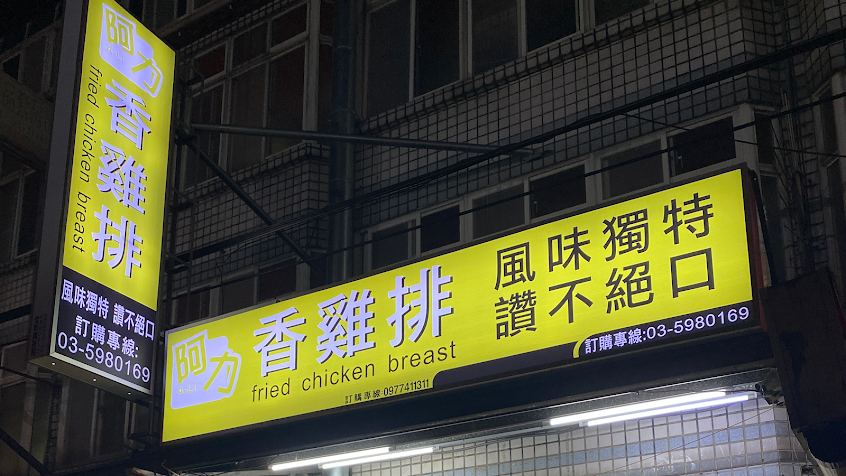 阿力
香雞排
fried chicken breast
風味獨特 讚不絕口
訂購專線:
03-5980169
阿力
香雞排
fried chicken breast
訂購專線:0977411311
風味獨特
讚不絕口
訂購專線:03-5980169